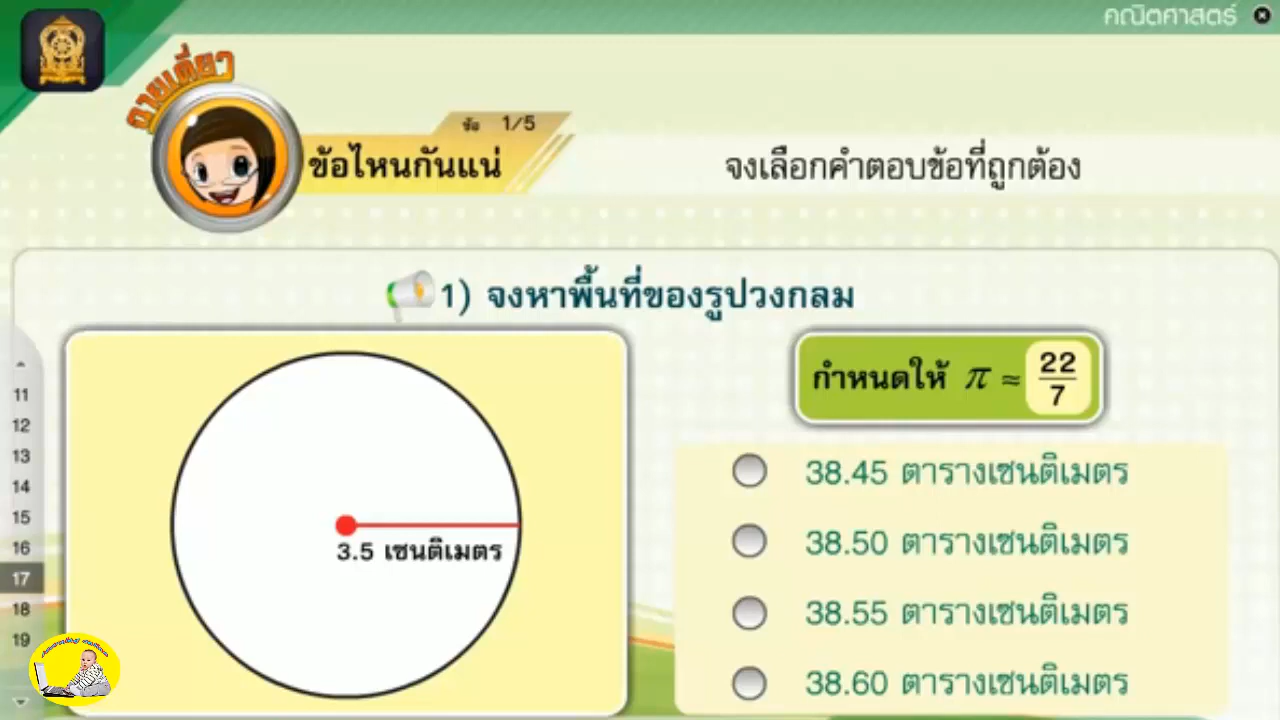 คณิตศาสตร์
ฉายเดี่ยว
ข้อ 1/5
ข้อไหนกันแน่
จงเลือกคำตอบข้อที่ถูกต้อง
1) จงหาพื้นที่ของรูปวงกลม
กำหนดให้ π ≈ 22/7
3.5 เซนติเมตร
38.45 ตารางเซนติเมตร
38.50 ตารางเซนติเมตร
38.55 ตารางเซนติเมตร
38.60 ตารางเซนติเมตร
11
12
13
14
15
16
17
18
19